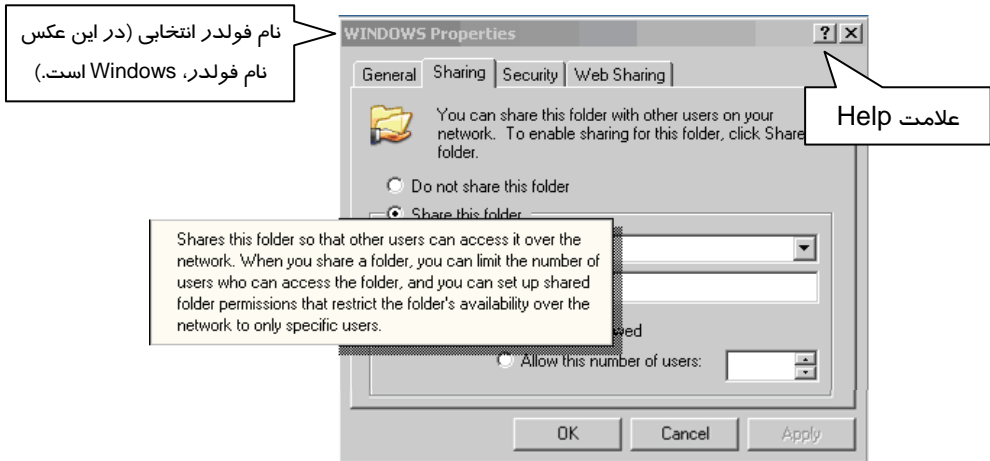 نام فولدر انتخابی (در این عکس
نام فولدر، Windows است.)
WINDOWS Properties
علامت Help
General Sharing Security Web Sharing
You can share this folder with other users on your
network. To enable sharing for this folder, click Share
folder.
Do not share this folder
Share this folder
Shares this folder so that other users can access it over the
network. When you share a folder, you can limit the number of
users who can access the folder, and you can set up shared
folder permissions that restrict the folder's availability over the
network to only specific users.
Allow this number of users:
OK Cancel Apply